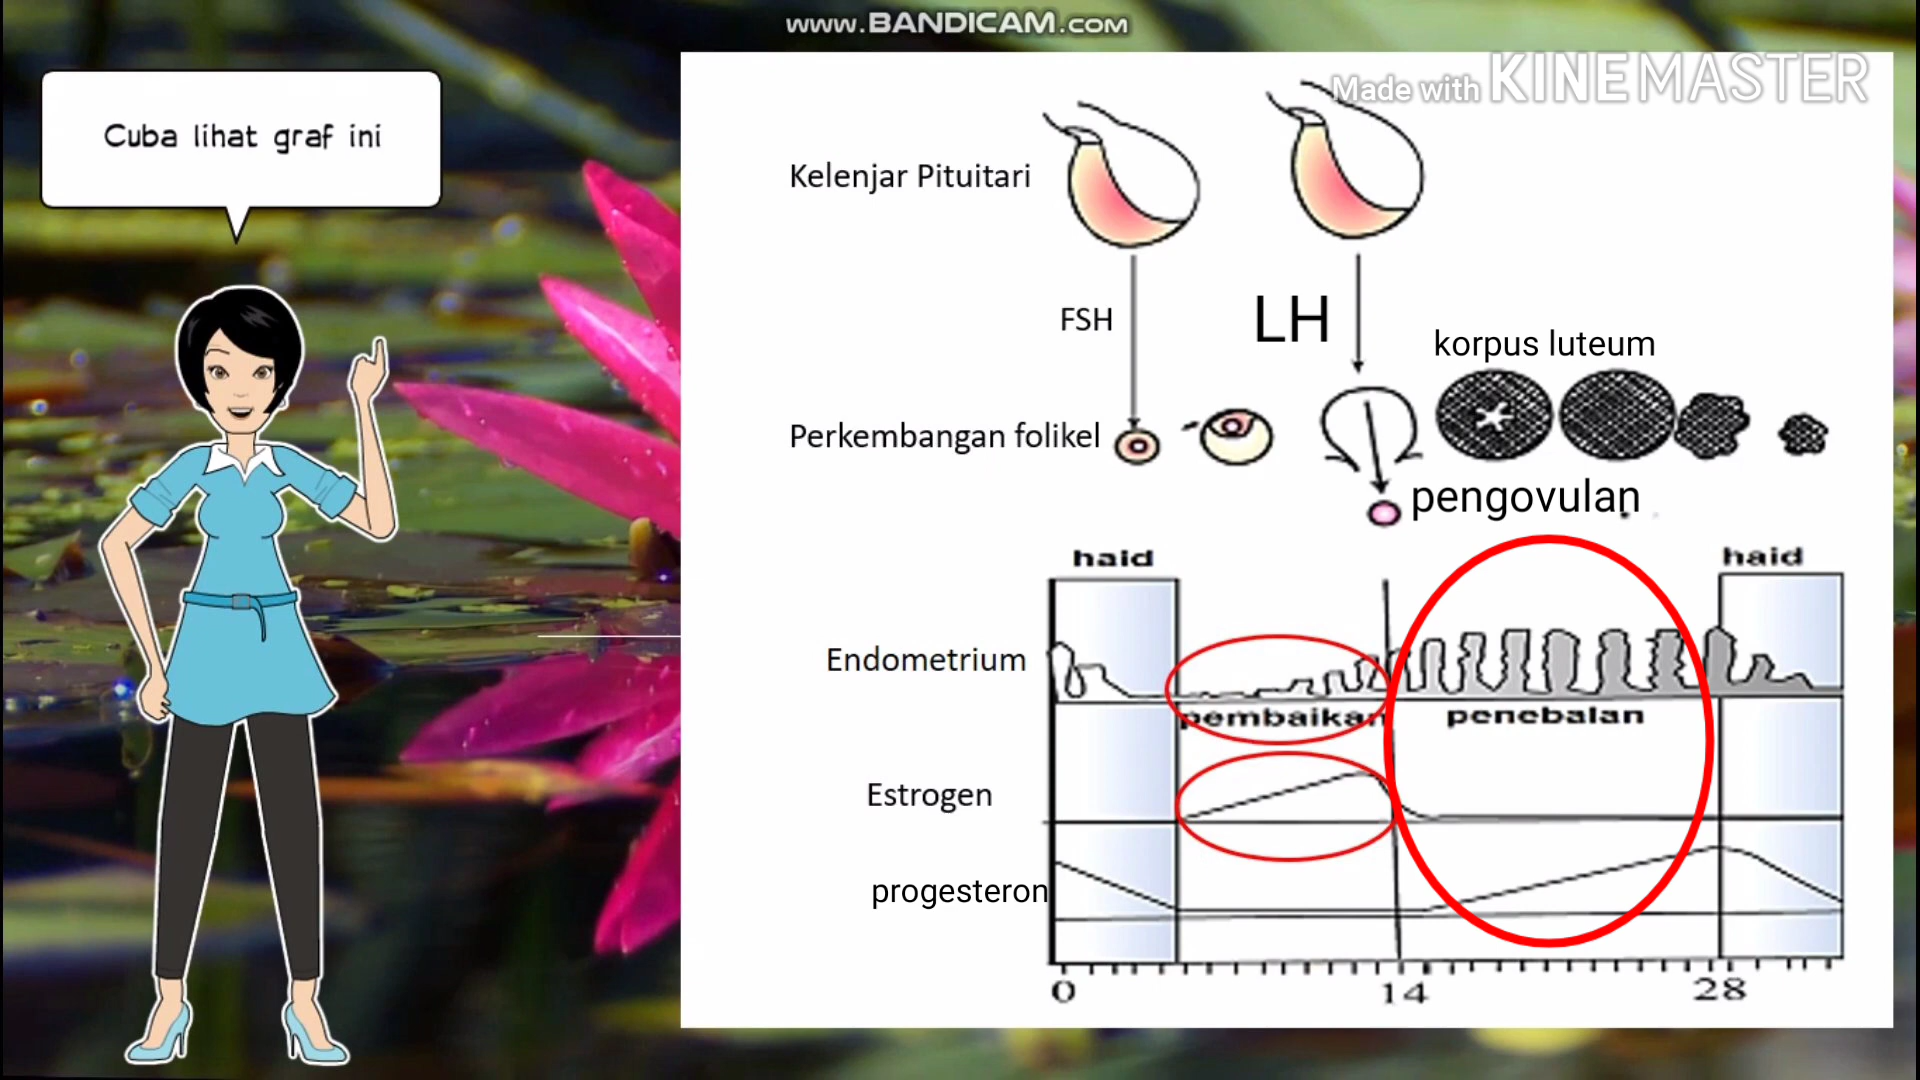 www.BANDICAM.com
Made with KINEMASTER
Cuba lihat graf ini
Kelenjar Pituitari
FSH
LH
korpus luteum
Perkembangan folikel
pengovulan
haid
haid
Endometrium
pembaikan
penebalan
Estrogen
progesteron
0 14 28